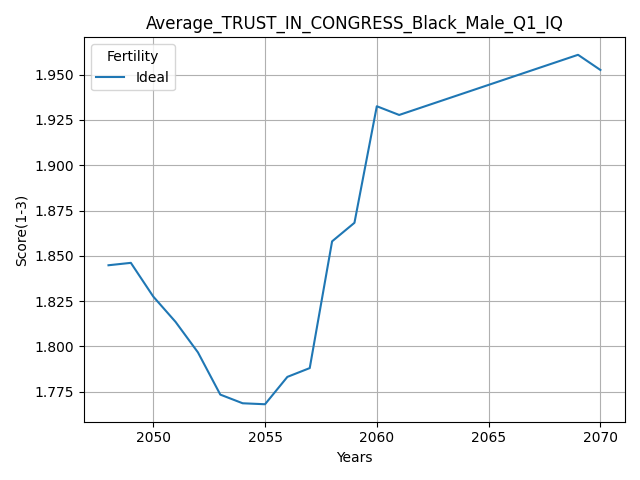 Average_TRUST_IN_CONGRESS_Black_Male_Q1_IQ
Fertility
Ideal
Score(1-3)
1.950
1.925
1.900
1.875
1.850
1.825
1.800
1.775
2050 2055 2060 2065 2070
Years